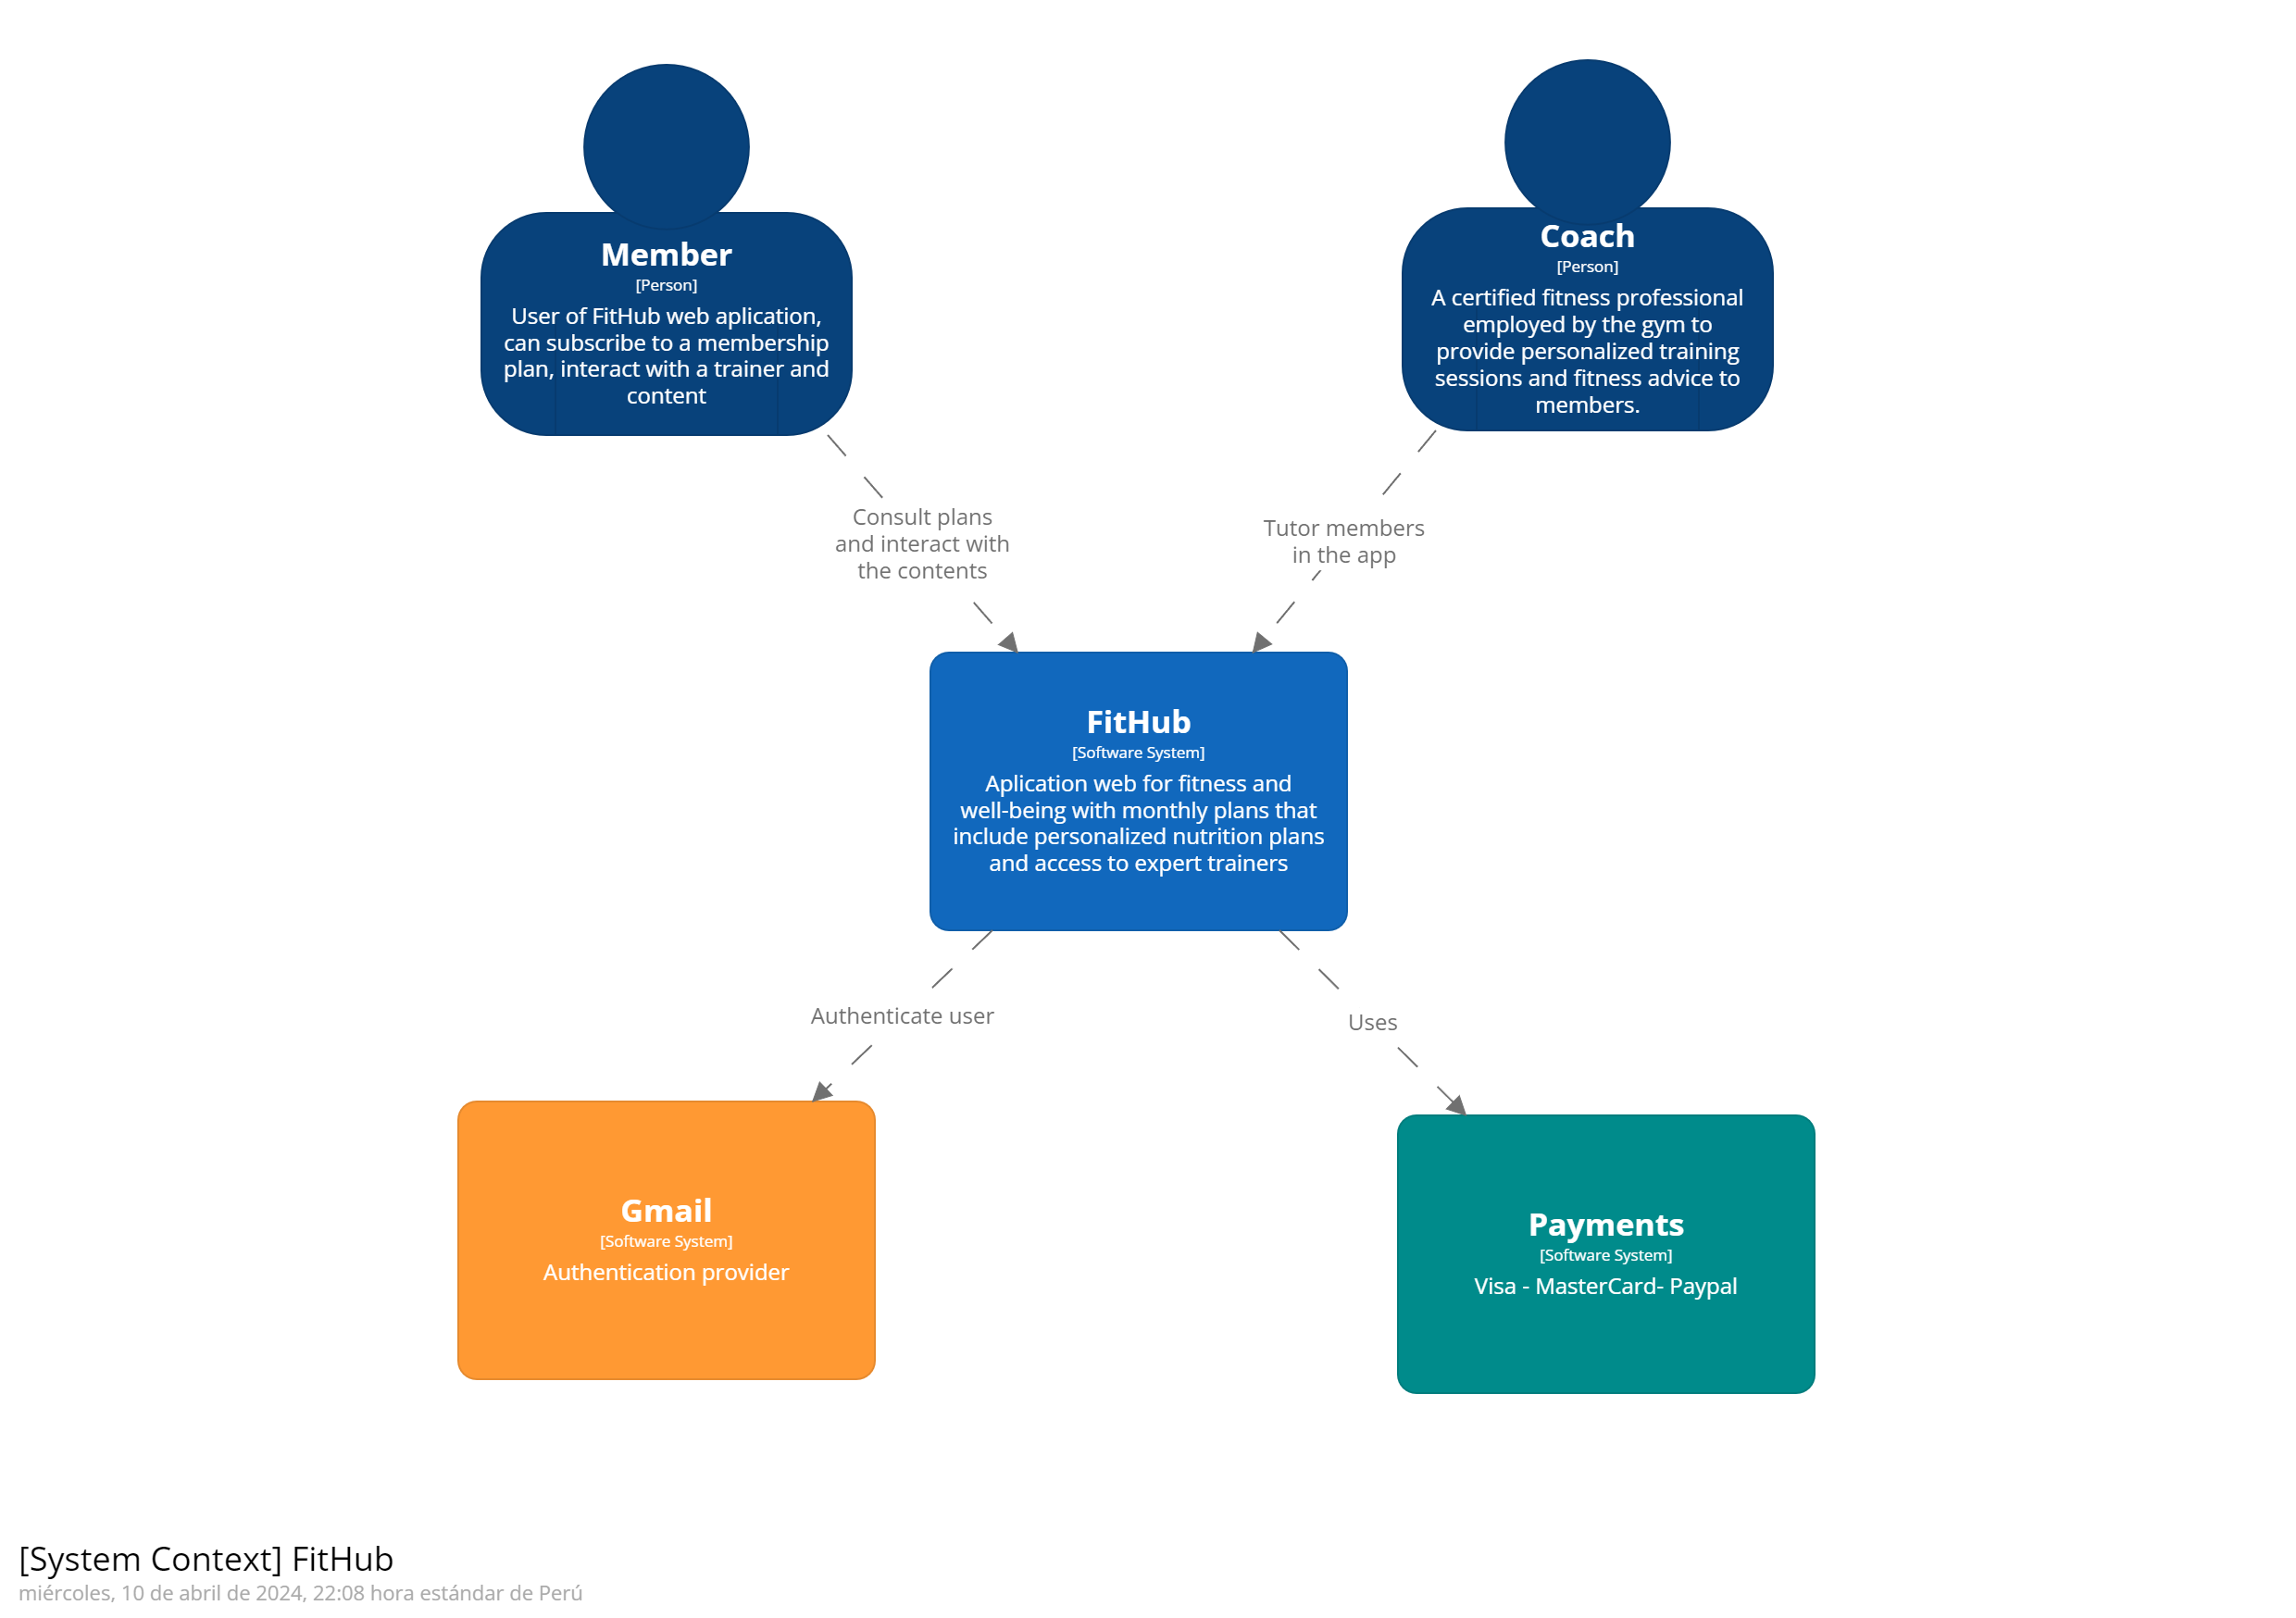 Member
[Person]
User of FitHub web aplication,
can subscribe to a membership
plan, interact with a trainer and
content
Coach
[Person]
A certified fitness professional
employed by the gym to
provide personalized training
sessions and fitness advice to
members.
Consult plans
and interact with
the contents
Tutor members
in the app
FitHub
[Software System]
Aplication web for fitness and
well-being with monthly plans that
include personalized nutrition plans
and access to expert trainers
Authenticate user
Uses
Gmail
[Software System]
Authentication provider
Payments
[Software System]
Visa - MasterCard- Paypal
[System Context] FitHub
miércoles, 10 de abril de 2024, 22:08 hora estándar de Perú